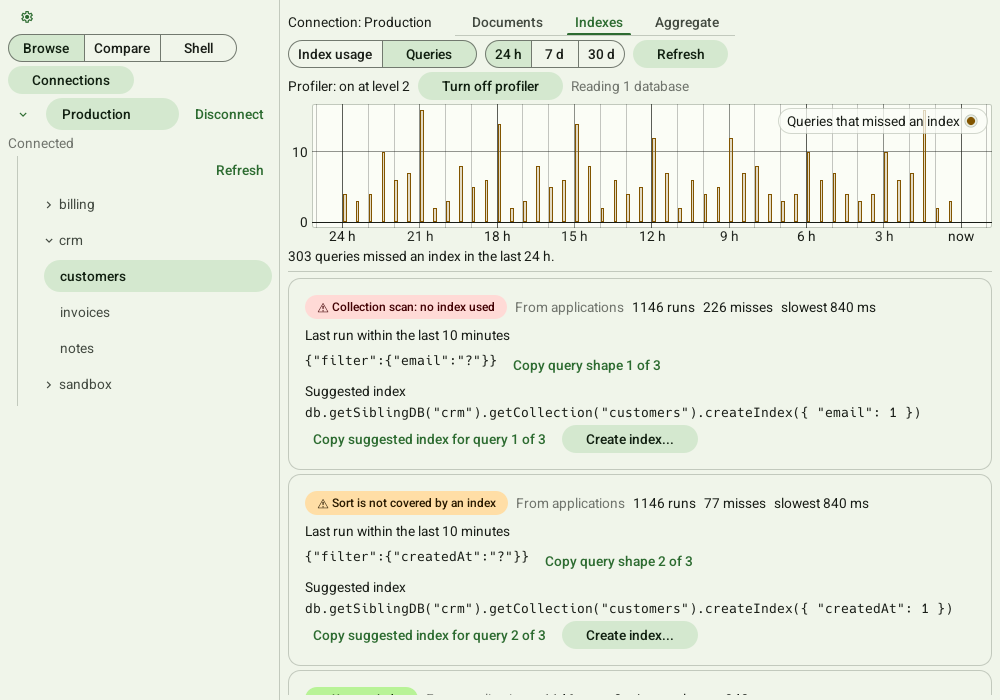 Browse Compare Shell
Connections
Production Disconnect
Connected
Refresh
billing
crm
customers
invoices
notes
sandbox
Connection: Production Documents Indexes Aggregate
Index usage Queries 24 h 7 d 30 d Refresh
Profiler: on at level 2 Turn off profiler Reading 1 database
Queries that missed an index
10
0
24 h 21 h 18 h 15 h 12 h 9 h 6 h 3 h now
303 queries missed an index in the last 24 h.
⚠ Collection scan: no index used From applications 1146 runs 226 misses slowest 840 ms
Last run within the last 10 minutes
{"filter":{"email":"?"}} Copy query shape 1 of 3
Suggested index
db.getSiblingDB("crm").getCollection("customers").createIndex({ "email": 1 })
Copy suggested index for query 1 of 3 Create index...
⚠ Sort is not covered by an index From applications 1146 runs 77 misses slowest 840 ms
Last run within the last 10 minutes
{"filter":{"createdAt":"?"}} Copy query shape 2 of 3
Suggested index
db.getSiblingDB("crm").getCollection("customers").createIndex({ "createdAt": 1 })
Copy suggested index for query 2 of 3 Create index...